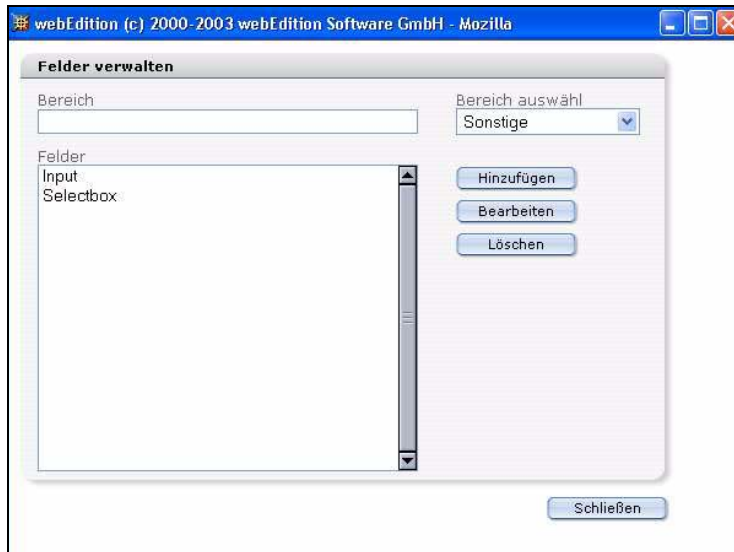 webEdition (c) 2000-2003 webEdition Software GmbH - Mozilla
Felder verwalten
Bereich
Bereich auswähl
Sonstige
Felder
Input
Selectbox
Hinzufügen
Bearbeiten
Löschen
Schließen